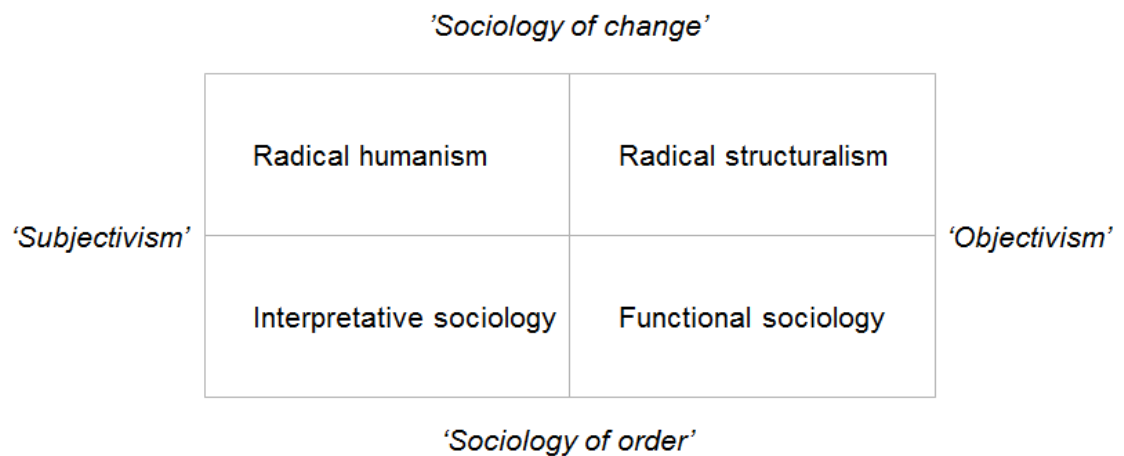 ’Sociology of change’
Radical humanism
Radical structuralism
‘Subjectivism’
‘Objectivism’
Interpretative sociology
Functional sociology
‘Sociology of order’